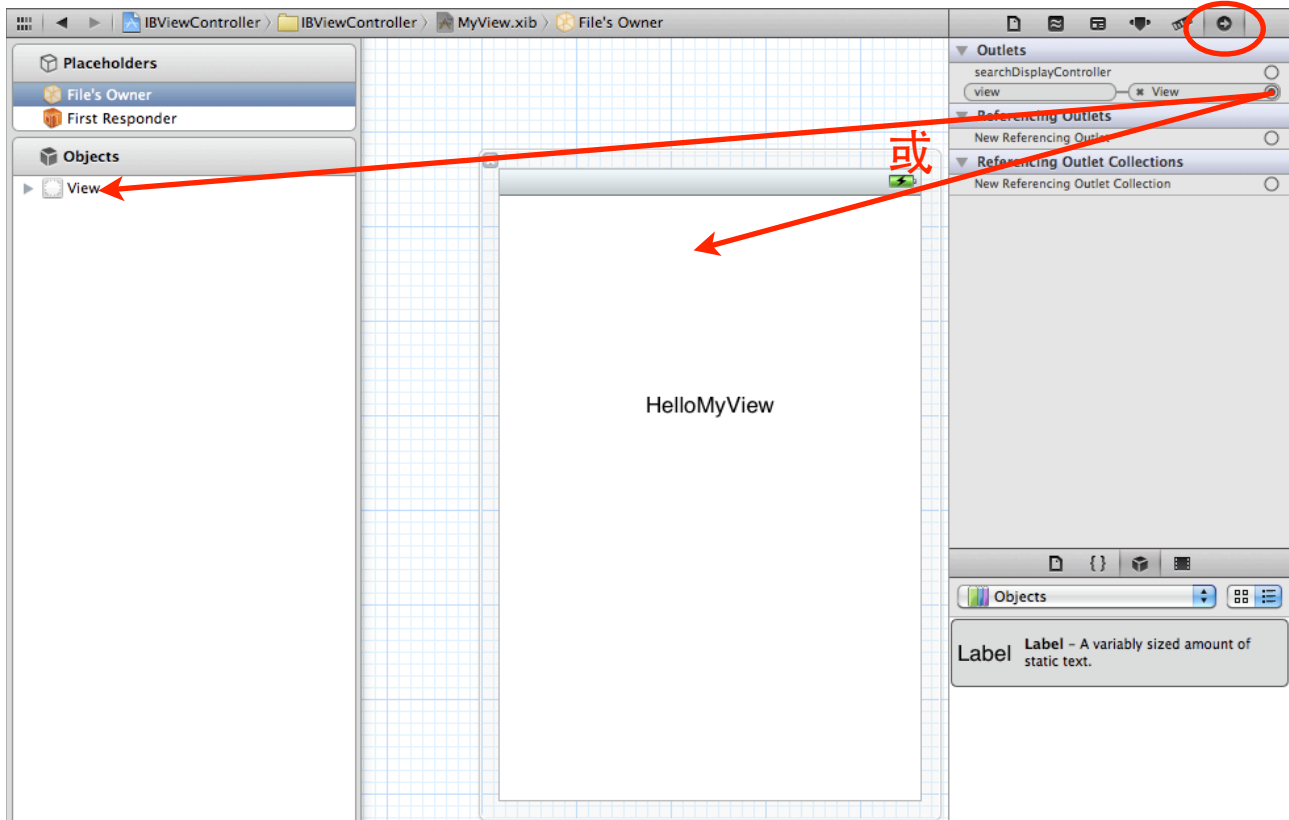 IBViewController 〉 IBViewController 〉 MyView.xib 〉 File's Owner
Placeholders
File's Owner
First Responder
Objects
View
HelloMyView
或
Outlets
searchDisplayController
view
View
Referencing Outlets
New Referencing Outlet
Referencing Outlet Collections
New Referencing Outlet Collection
{ }
Objects
Label
Label – A variably sized amount of
static text.